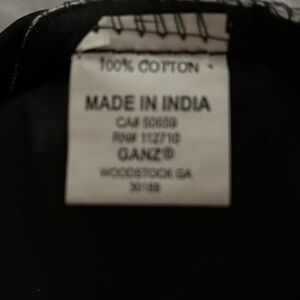 100% COTTON
MADE IN INDIA
CA# 50659
RN# 112710
GANZ®
WOODSTOCK GA
30188